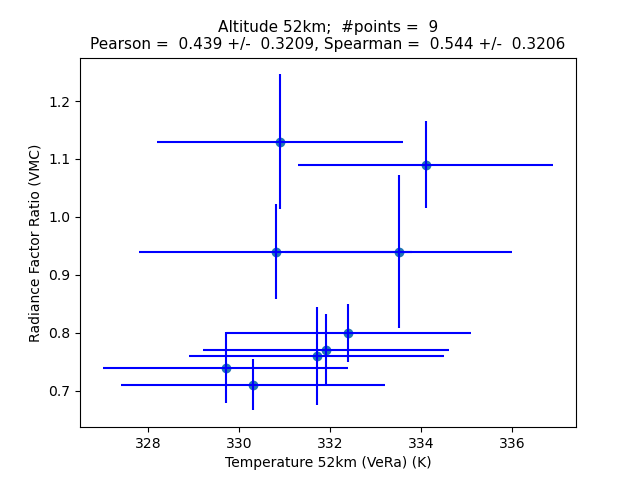 Altitude 52km;  #points =  9
Pearson =  0.439 +/-  0.3209, Spearman =  0.544 +/-  0.3206
1.2
1.1
1.0
0.9
0.8
0.7
Radiance Factor Ratio (VMC)
328 330 332 334 336
Temperature 52km (VeRa) (K)